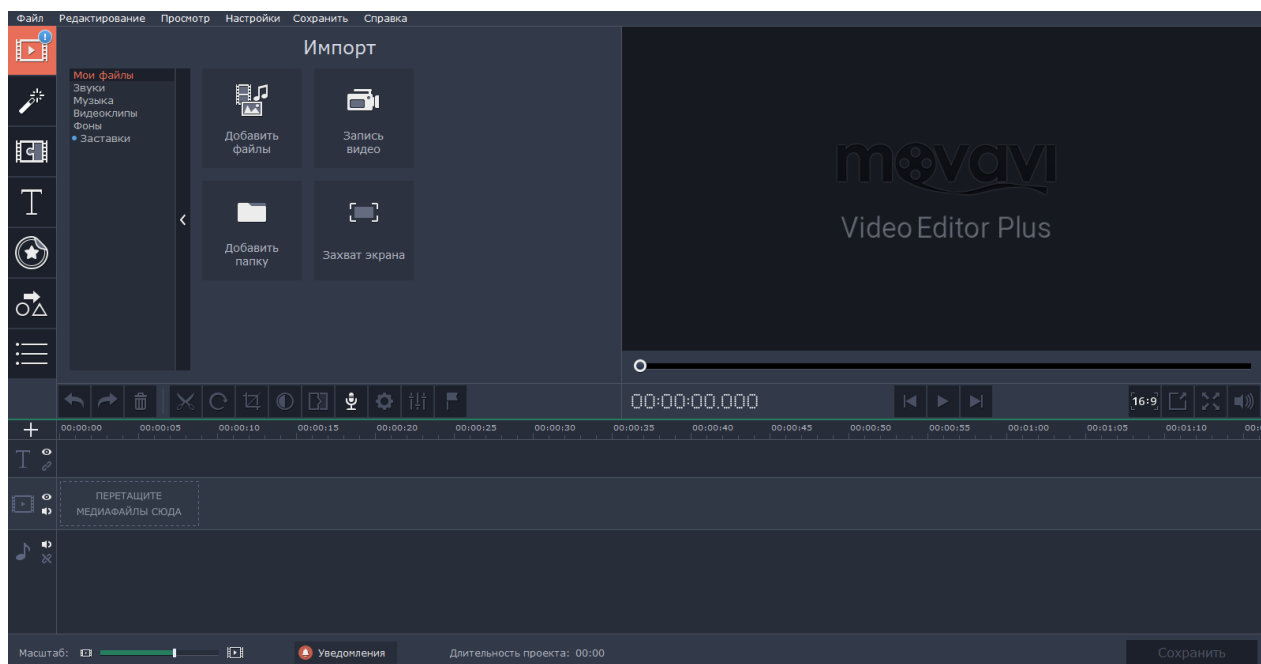 Файл Редактирование Просмотр Настройки Сохранить Справка
Импорт
Мои файлы
Звуки
Музыка
Видеоклипы
Фоны
Заставки
Добавить
файлы
Запись
видео
Добавить
папку
Захват экрана
movavi
Video Editor Plus
00:00:00.000
16:9
00:00:00 00:00:05 00:00:10 00:00:15 00:00:20 00:00:25 00:00:30 00:00:35 00:00:40 00:00:45 00:00:50 00:00:55 00:01:00 00:01:05 00:01:10 00:
T
ПЕРЕТАЩИТЕ
МЕДИАФАЙЛЫ СЮДА
Масштаб: Уведомления Длительность проекта: 00:00 Сохранить